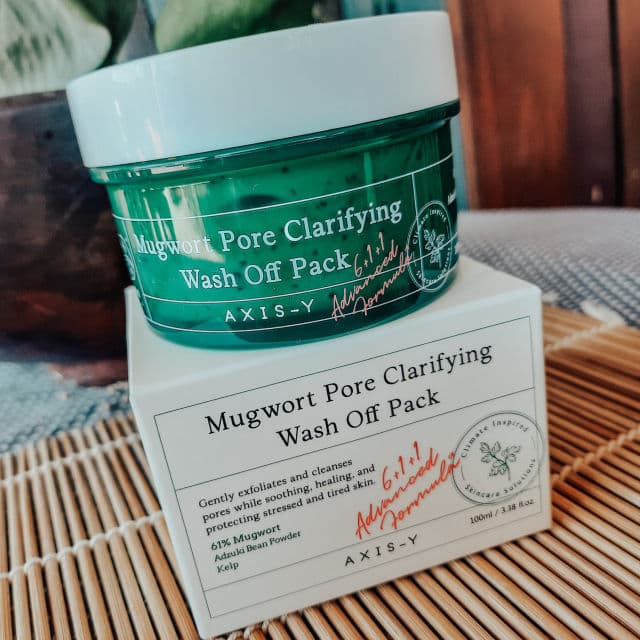 Mugwort Pore Clarifying
Wash Off Pack
6.1.1
Advanced
Formula
AXIS-Y
Mugwort Pore Clarifying
Wash Off Pack
Gently exfoliates and cleanses
pores while soothing, healing, and
protecting stressed and tired skin.
61% Mugwort
Adzuki Bean Powder
Kelp
6.1.1
Advanced
Formula
Climate Inspired
Skincare Solutions
100ml / 3.38 fl.oz.
AXIS-Y